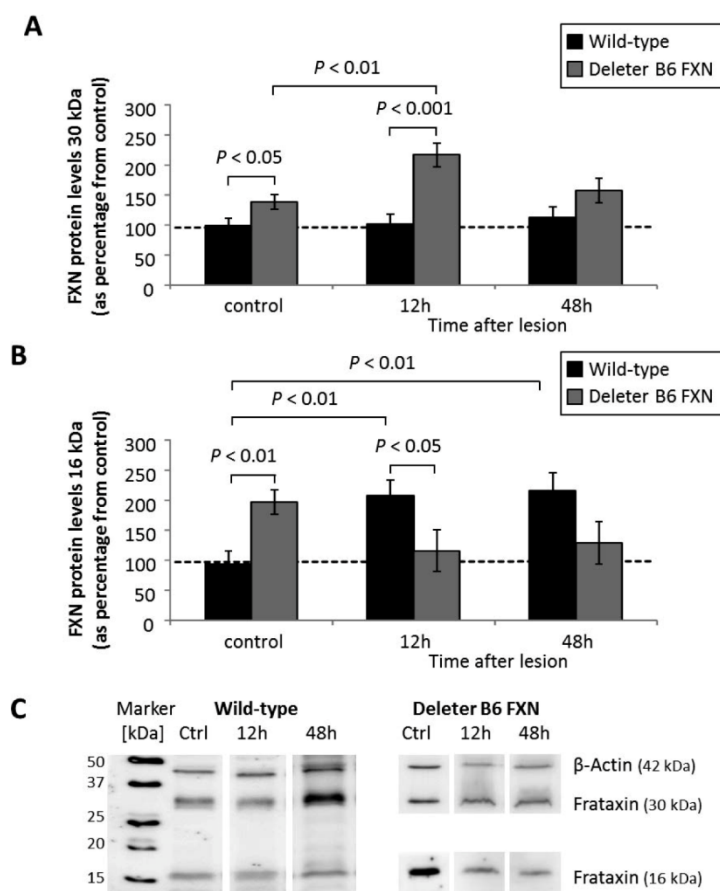 A
Wild-type
Deleter B6 FXN
P < 0.01
P < 0.001
P < 0.05
FXN protein levels 30 kDa
(as percentage from control)
300
250
200
150
100
50
0
control
12h
48h
Time after lesion
B
Wild-type
Deleter B6 FXN
P < 0.01
P < 0.01
P < 0.01
P < 0.05
FXN protein levels 16 kDa
(as percentage from control)
300
250
200
150
100
50
0
control
12h
48h
Time after lesion
C
Marker
[kDa]
Wild-type
Ctrl 12h 48h
Deleter B6 FXN
Ctrl 12h 48h
50
37
25
20
15
β-Actin (42 kDa)
Frataxin (30 kDa)
Frataxin (16 kDa)